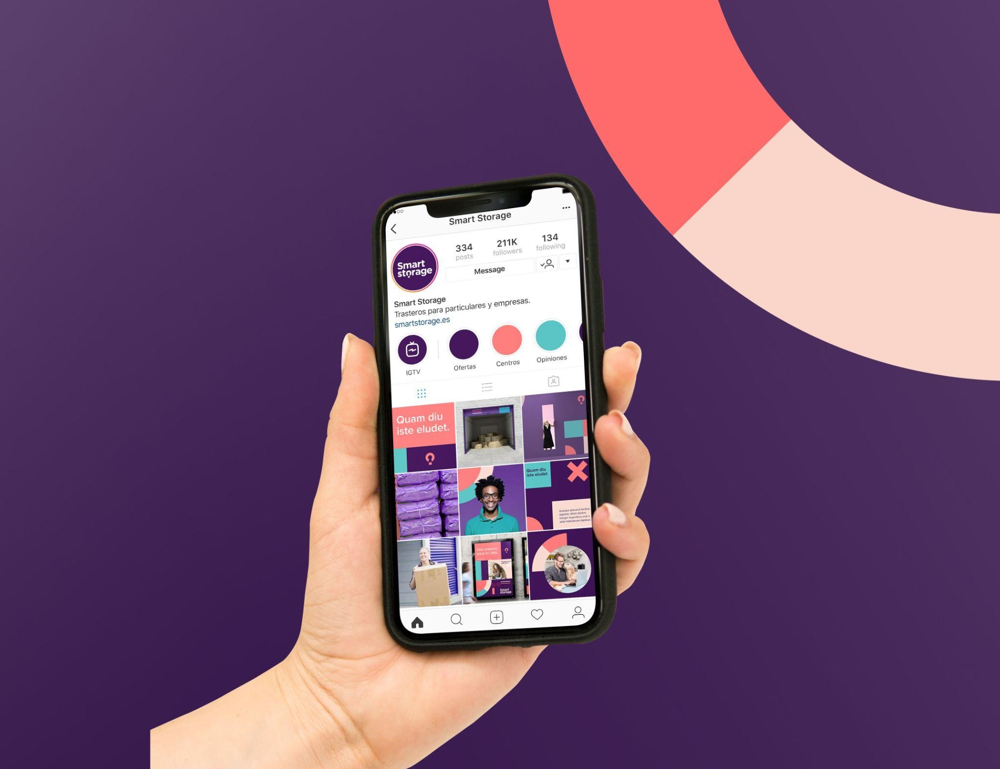 Smart Storage
334
posts
211K
followers
134
following
Smart
storage
Message
Smart Storage
Trasteros para particulares y empresas.
smartstorage.es
IGTV
Ofertas
Centros
Opiniones
Quam diu
iste eludet.
Quam diu
iste eludet
Quisque placerat facilisis
egestas cillum dolore.
Integer legentibus erat a
ante historiarum dapibus.
Haz espacio
para tu vida.
Smart
storage